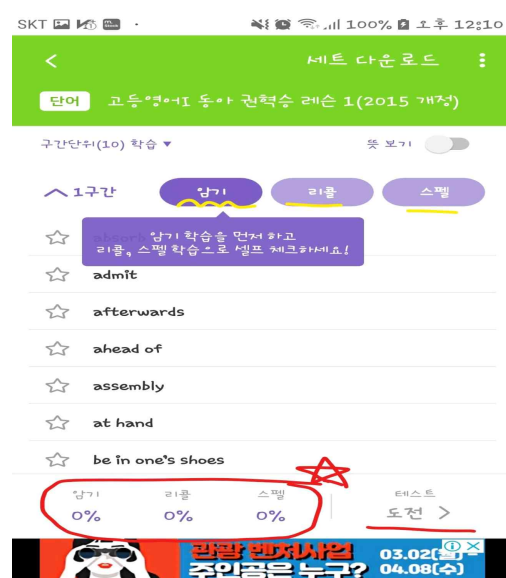 SKT 100% 오후 12:10
세트 다운로드
단어 고등영어I 동아 권혁승 레슨 1(2015 개정)
구간단위(10) 학습 ▼ 뜻 보기
1구간 암기 리콜 스펠
absorb
암기 학습을 먼저 하고
리콜, 스펠 학습으로 셀프 체크하세요!
admit
afterwards
ahead of
assembly
at hand
be in one's shoes
암기 리콜 스펠 테스트
0% 0% 0% 도전 >
관광 벤처사업 03.02(월)~
주인공은 누구? 04.08(수)